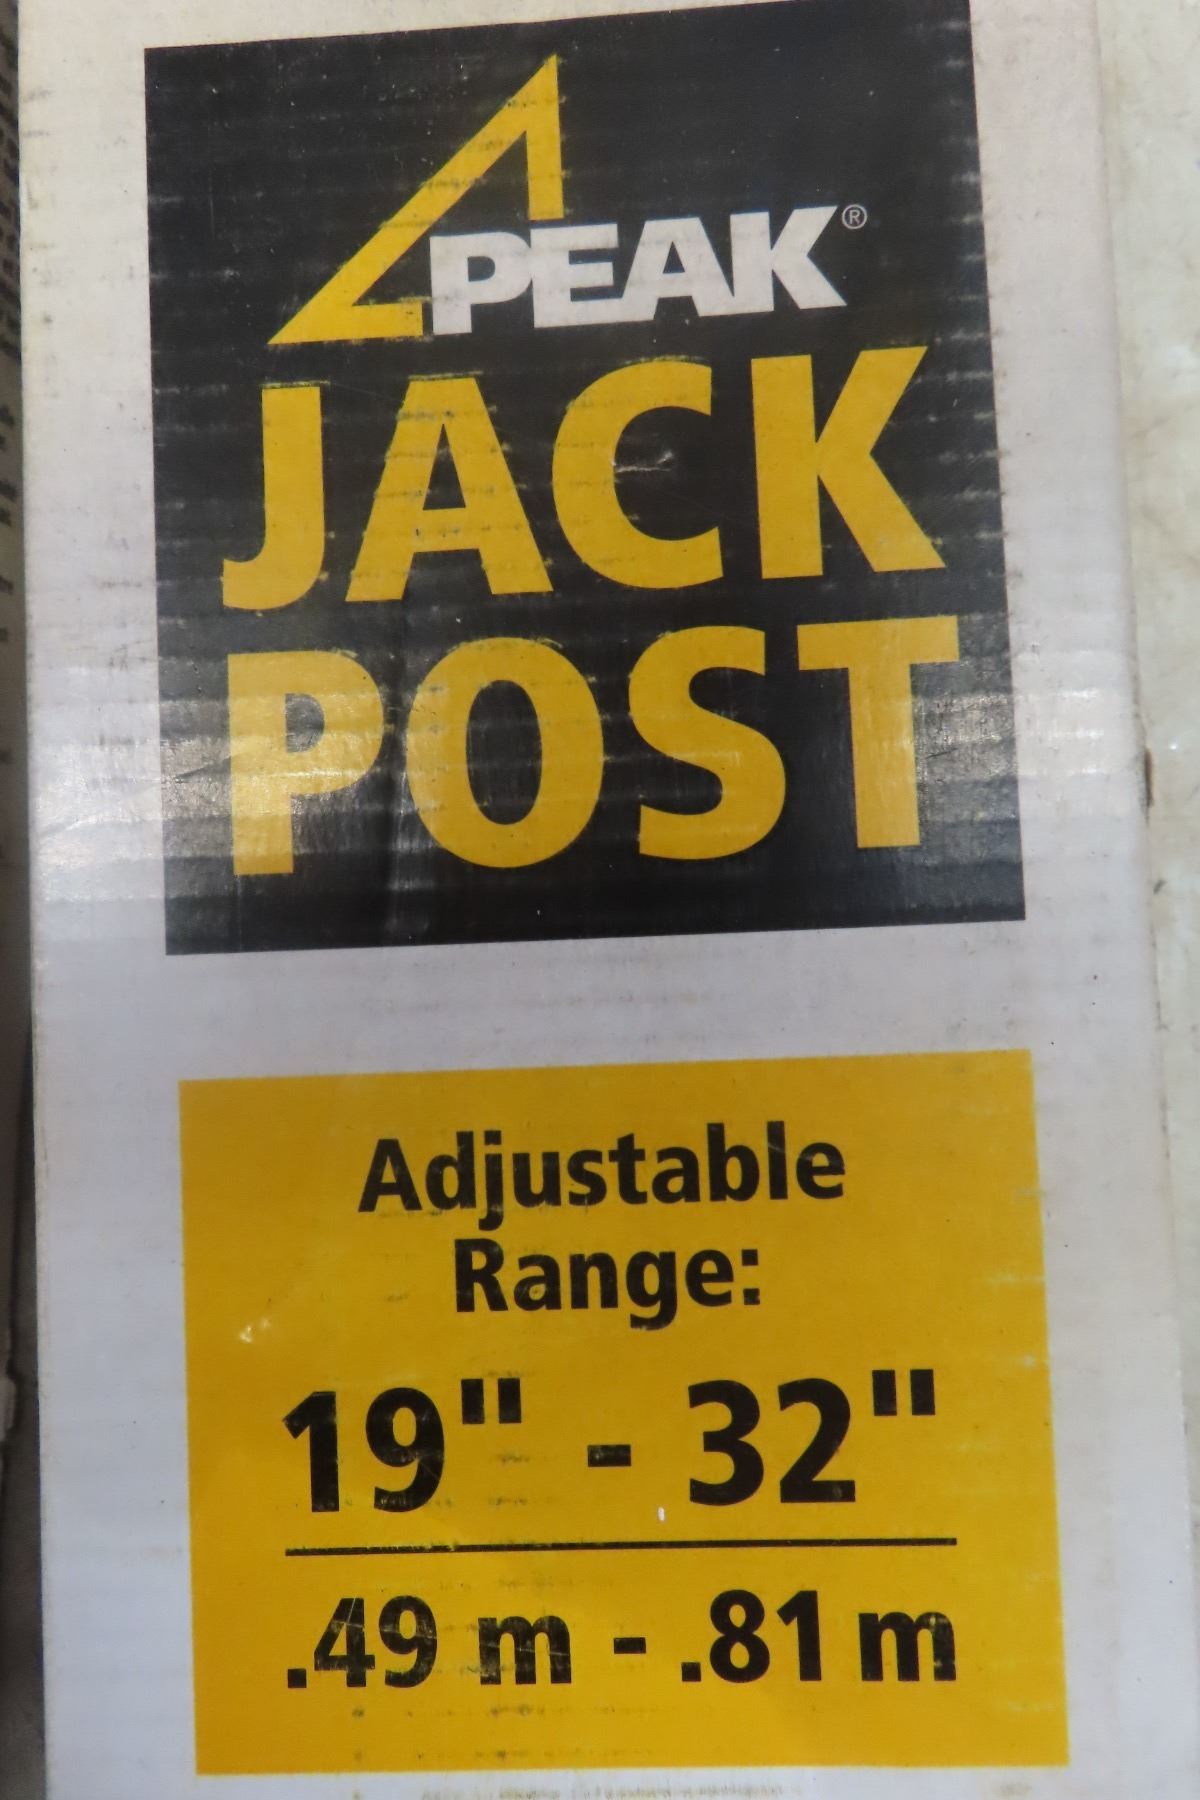 PEAK®
JACK
POST
Adjustable
Range:
19" - 32"
.49 m - .81 m